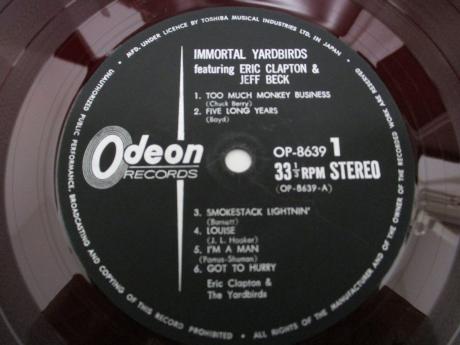 MFD. UNDER LICENCE BY TOSHIBA MUSICAL INDUSTRIES LTD. IN JAPAN.
ALL RIGHTS OF THE MANUFACTURER AND OF THE OWNER OF THE RECORDED WORK ARE RESERVED
UNAUTHORIZED PUBLIC PERFORMANCE, BROADCASTING AND COPYING OF THIS RECORD PROHIBITED
IMMORTAL YARDBIRDS
featuring ERIC CLAPTON &
JEFF BECK
1. TOO MUCH MONKEY BUSINESS
(Chuck Berry)
2. FIVE LONG YEARS
(Boyd)
Odeon
RECORDS
OP-8639 1
33 1/3 RPM STEREO
(OP-8639-A)
3. SMOKESTACK LIGHTNIN'
(Barnett)
4. LOUISE
(J. L. Hooker)
5. I'M A MAN
(Pomus-Shuman)
6. GOT TO HURRY
Eric Clapton &
The Yardbirds